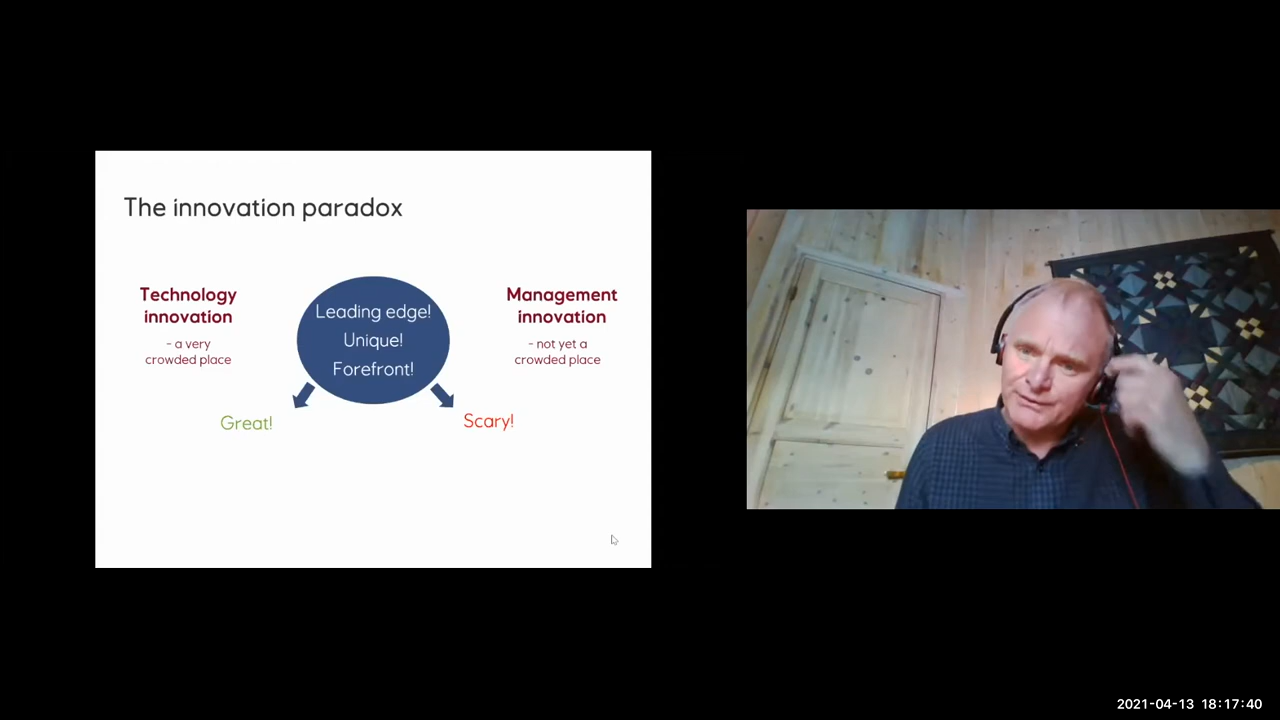 The innovation paradox
Technology
innovation
- a very
crowded place
Leading edge!
Unique!
Forefront!
Management
innovation
- not yet a
crowded place
Great!
Scary!
2021-04-13 18:17:40